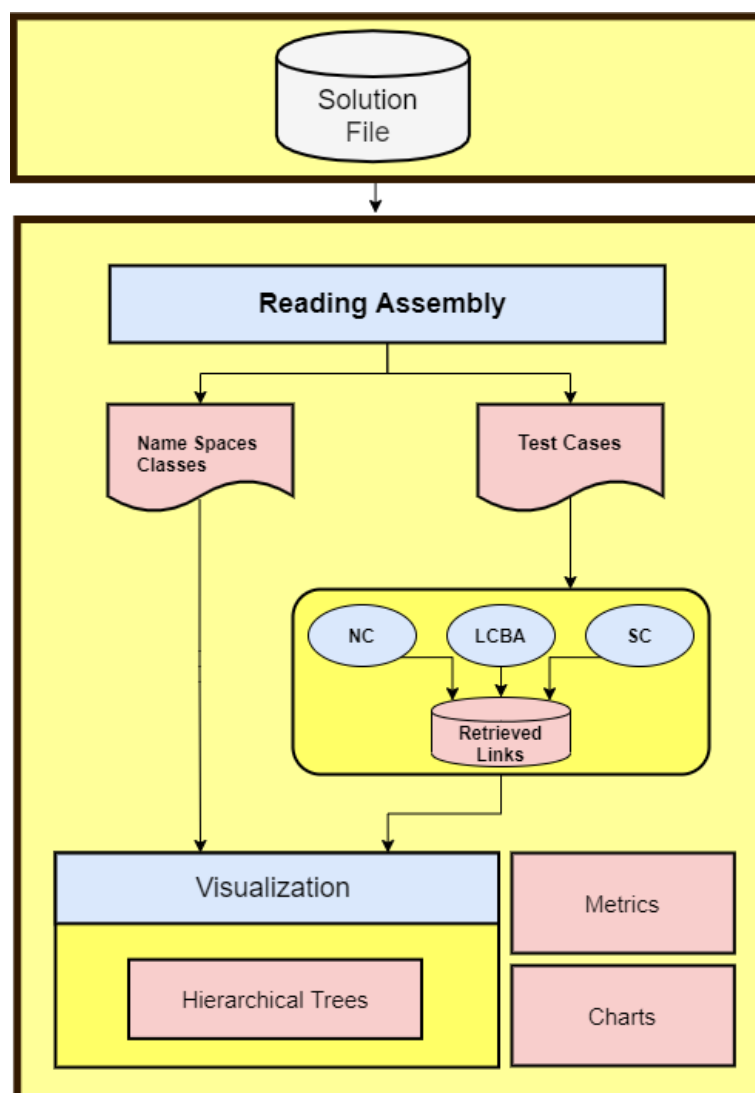 Solution
File
Reading Assembly
Name Spaces
Classes
Test Cases
NC
LCBA
SC
Retrieved
Links
Visualization
Hierarchical Trees
Metrics
Charts